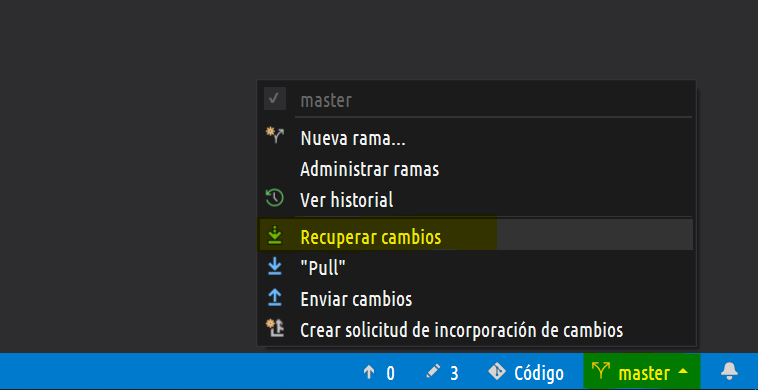 master
Nueva rama...
Administrar ramas
Ver historial
Recuperar cambios
"Pull"
Enviar cambios
Crear solicitud de incorporación de cambios
0 3 Código master